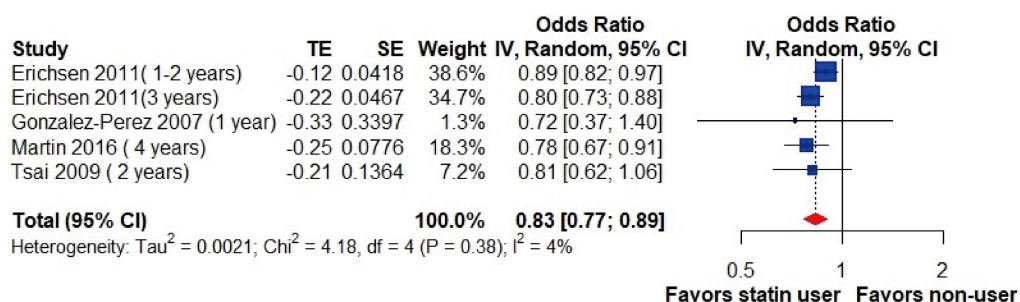 Odds Ratio Odds Ratio
Study TE SE Weight IV, Random, 95% CI IV, Random, 95% CI
Erichsen 2011( 1-2 years) -0.12 0.0418 38.6% 0.89 [0.82; 0.97]
Erichsen 2011(3 years) -0.22 0.0467 34.7% 0.80 [0.73; 0.88]
Gonzalez-Perez 2007 (1 year) -0.33 0.3397 1.3% 0.72 [0.37; 1.40]
Martin 2016 ( 4 years) -0.25 0.0776 18.3% 0.78 [0.67; 0.91]
Tsai 2009 ( 2 years) -0.21 0.1364 7.2% 0.81 [0.62; 1.06]
Total (95% CI) 100.0% 0.83 [0.77; 0.89]
Heterogeneity: Tau² = 0.0021; Chi² = 4.18, df = 4 (P = 0.38); I² = 4%
0.5 1 2
Favors statin user Favors non-user